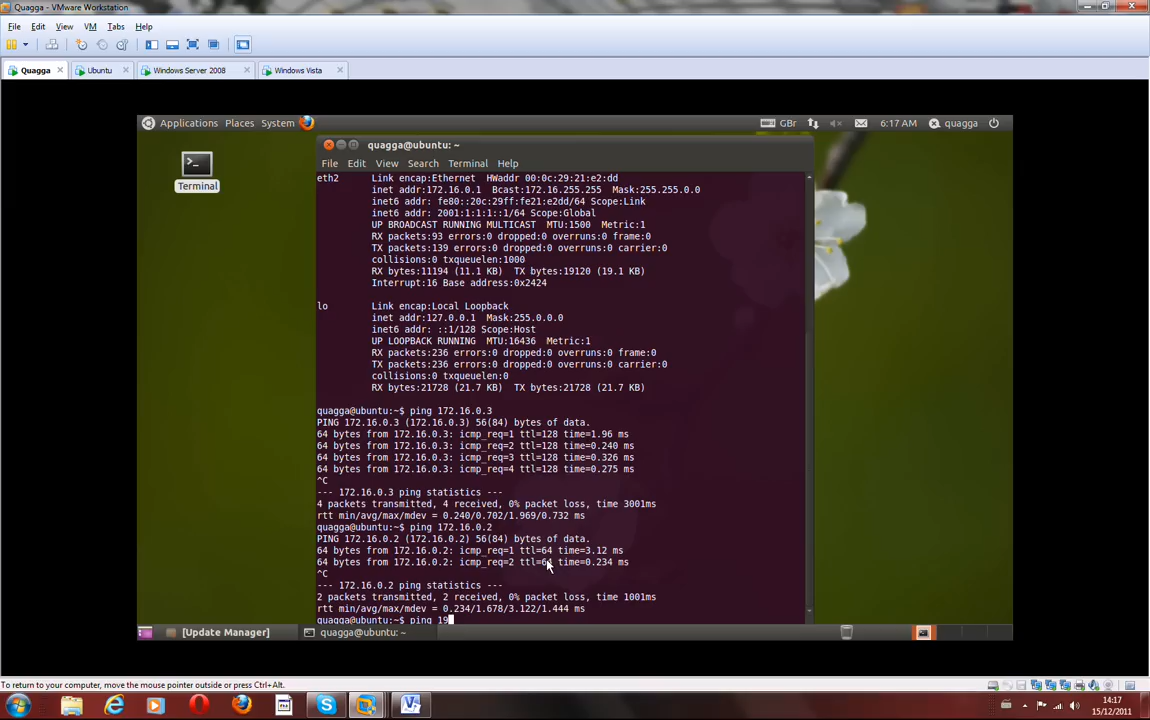 Quagga - VMware Workstation
File Edit View VM Tabs Help
Quagga Ubuntu Windows Server 2008 Windows Vista
Applications Places System GBr 6:17 AM quagga
quagga@ubuntu: ~
File Edit View Search Terminal Help
Terminal
eth2 Link encap:Ethernet HWaddr 00:0c:29:21:e2:dd
inet addr:172.16.0.1 Bcast:172.16.255.255 Mask:255.255.0.0
inet6 addr: fe80::20c:29ff:fe21:e2dd/64 Scope:Link
inet6 addr: 2001:1:1:1::1/64 Scope:Global
UP BROADCAST RUNNING MULTICAST MTU:1500 Metric:1
RX packets:93 errors:0 dropped:0 overruns:0 frame:0
TX packets:139 errors:0 dropped:0 overruns:0 carrier:0
collisions:0 txqueuelen:1000
RX bytes:11194 (11.1 KB) TX bytes:19120 (19.1 KB)
Interrupt:16 Base address:0x2424
lo Link encap:Local Loopback
inet addr:127.0.0.1 Mask:255.0.0.0
inet6 addr: ::1/128 Scope:Host
UP LOOPBACK RUNNING MTU:16436 Metric:1
RX packets:236 errors:0 dropped:0 overruns:0 frame:0
TX packets:236 errors:0 dropped:0 overruns:0 carrier:0
collisions:0 txqueuelen:0
RX bytes:21728 (21.7 KB) TX bytes:21728 (21.7 KB)
quagga@ubuntu:~$ ping 172.16.0.3
PING 172.16.0.3 (172.16.0.3) 56(84) bytes of data.
64 bytes from 172.16.0.3: icmp_req=1 ttl=128 time=1.96 ms
64 bytes from 172.16.0.3: icmp_req=2 ttl=128 time=0.240 ms
64 bytes from 172.16.0.3: icmp_req=3 ttl=128 time=0.326 ms
64 bytes from 172.16.0.3: icmp_req=4 ttl=128 time=0.275 ms
^C
--- 172.16.0.3 ping statistics ---
4 packets transmitted, 4 received, 0% packet loss, time 3001ms
rtt min/avg/max/mdev = 0.240/0.702/1.969/0.732 ms
quagga@ubuntu:~$ ping 172.16.0.2
PING 172.16.0.2 (172.16.0.2) 56(84) bytes of data.
64 bytes from 172.16.0.2: icmp_req=1 ttl=64 time=3.12 ms
64 bytes from 172.16.0.2: icmp_req=2 ttl=64 time=0.234 ms
^C
--- 172.16.0.2 ping statistics ---
2 packets transmitted, 2 received, 0% packet loss, time 1001ms
rtt min/avg/max/mdev = 0.234/1.678/3.122/1.444 ms
quagga@ubuntu:~$ ping 19
[Update Manager] quagga@ubuntu: ~
To return to your computer, move the mouse pointer outside or press Ctrl+Alt.
14:17
15/12/2011